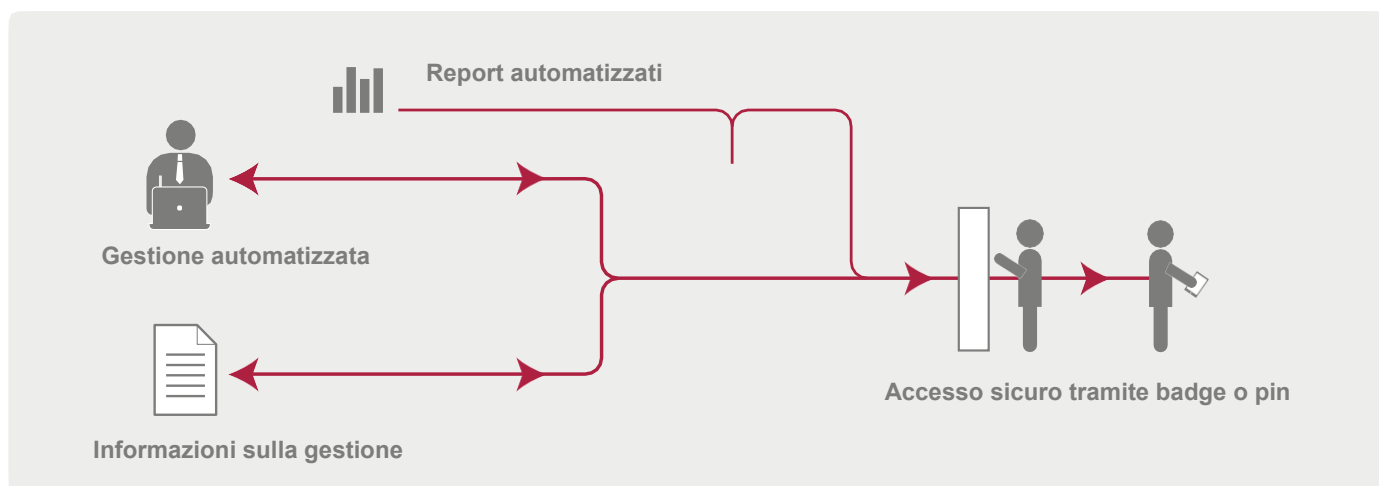 Report automatizzati
Gestione automatizzata
Accesso sicuro tramite badge o pin
Informazioni sulla gestione